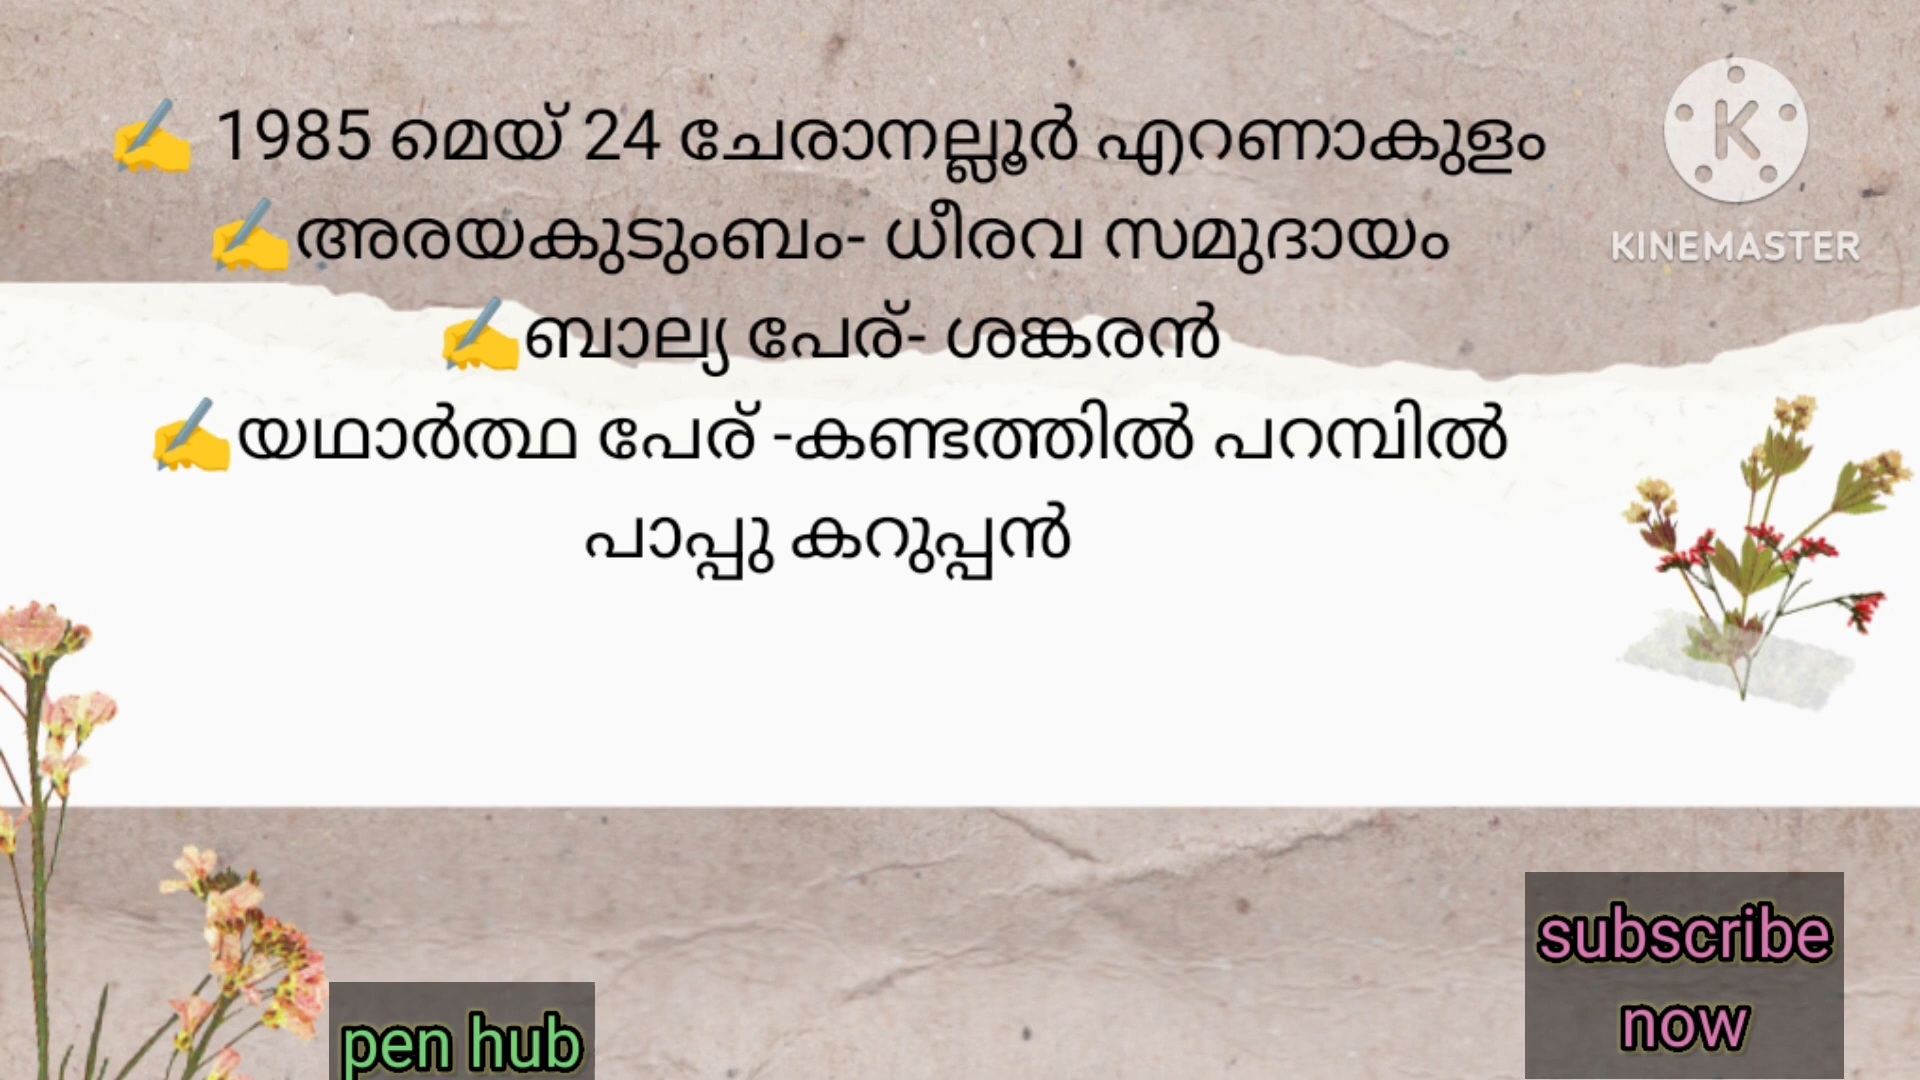 ✍️ 1985 മെയ് 24 ചേരാനല്ലൂർ എറണാകുളം
✍️അരയകുടുംബം- ധീരവ സമുദായം
✍️ബാല്യ പേര്- ശങ്കരൻ
✍️യഥാർത്ഥ പേര് -കണ്ടത്തിൽ പറമ്പിൽ
പാപ്പു കറുപ്പൻ
K
KINEMASTER
subscribe
now
pen hub